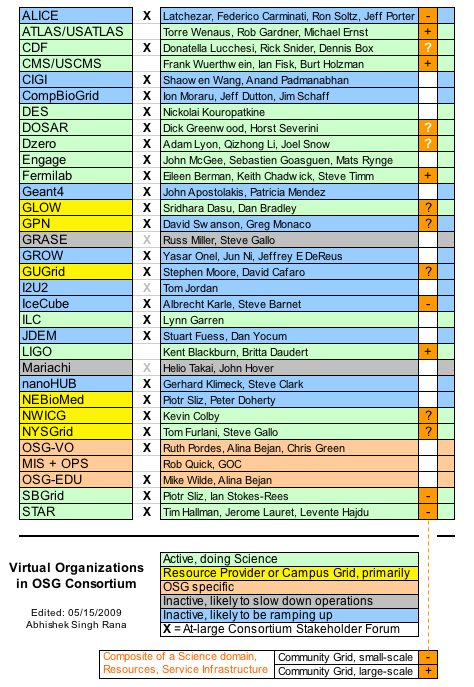 ALICE X Latchezar, Federico Carminati, Ron Soltz, Jeff Porter -
ATLAS/USATLAS Torre Wenaus, Rob Gardner, Michael Ernst +
CDF X Donatella Lucchesi, Rick Snider, Dennis Box ?
CMS/USCMS Frank Wuerthwein, Ian Fisk, Burt Holzman +
CIGI X Shaowen Wang, Anand Padmanabhan
CompBioGrid X Ion Moraru, Jeff Dutton, Jim Schaff
DES X Nickolai Kouropatkine
DOSAR X Dick Greenwood, Horst Severini ?
Dzero X Adam Lyon, Qizhong Li, Joel Snow ?
Engage X John McGee, Sebastien Goasguen, Mats Rynge
Fermilab X Eileen Berman, Keith Chadwick, Steve Timm +
Geant4 X John Apostolakis, Patricia Mendez
GLOW X Sridhara Dasu, Dan Bradley ?
GPN X David Swanson, Greg Monaco ?
GRASE X Russ Miller, Steve Gallo
GROW X Yasar Onel, Jun Ni, Jeffrey E DeReus
GUGrid X Stephen Moore, David Cafaro ?
I2U2 X Tom Jordan
IceCube X Albrecht Karle, Steve Barnet -
ILC X Lynn Garren
JDEM X Stuart Fuess, Dan Yocum
LIGO Kent Blackburn, Britta Daudert +
Mariachi X Helio Takai, John Hover
nanoHUB X Gerhard Klimeck, Steve Clark
NEBioMed X Piotr Sliz, Peter Doherty
NWICG X Kevin Colby ?
NYSGrid X Tom Furlani, Steve Gallo ?
OSG-VO X Ruth Pordes, Alina Bejan, Chris Green
MIS + OPS Rob Quick, GOC
OSG-EDU X Mike Wilde, Alina Bejan
SBGrid X Piotr Sliz, Ian Stokes-Rees -
STAR X Tim Hallman, Jerome Lauret, Levente Hajdu -
Virtual Organizations
in OSG Consortium
Edited: 05/15/2009
Abhishek Singh Rana
Active, doing Science
Resource Provider or Campus Grid, primarily
OSG specific
Inactive, likely to slow down operations
Inactive, likely to be ramping up
X = At-large Consortium Stakeholder Forum
Composite of a Science domain,
Resources, Service Infrastructure
Community Grid, small-scale -
Community Grid, large-scale +